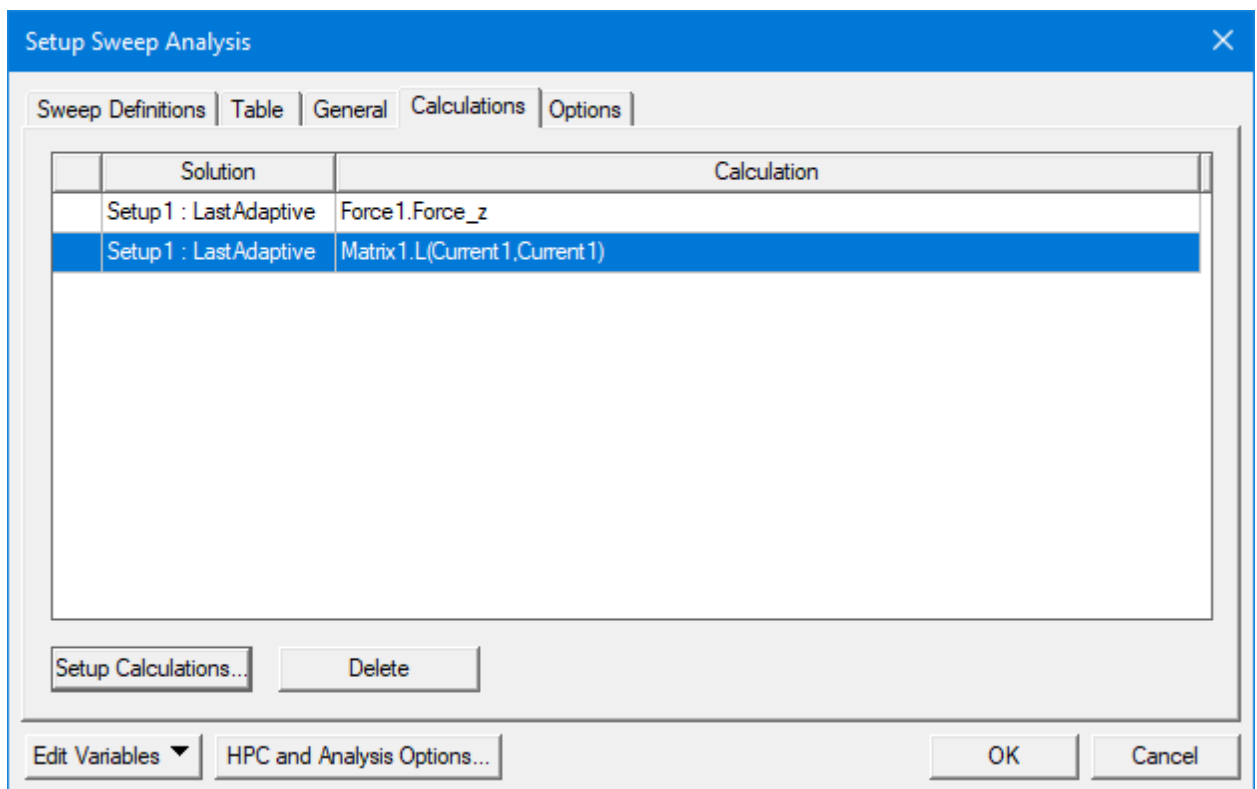 Setup Sweep Analysis
Sweep Definitions Table General Calculations Options
Solution Calculation
Setup1 : LastAdaptive Force1.Force_z
Setup1 : LastAdaptive Matrix1.L(Current1,Current1)
Setup Calculations... Delete
Edit Variables HPC and Analysis Options... OK Cancel